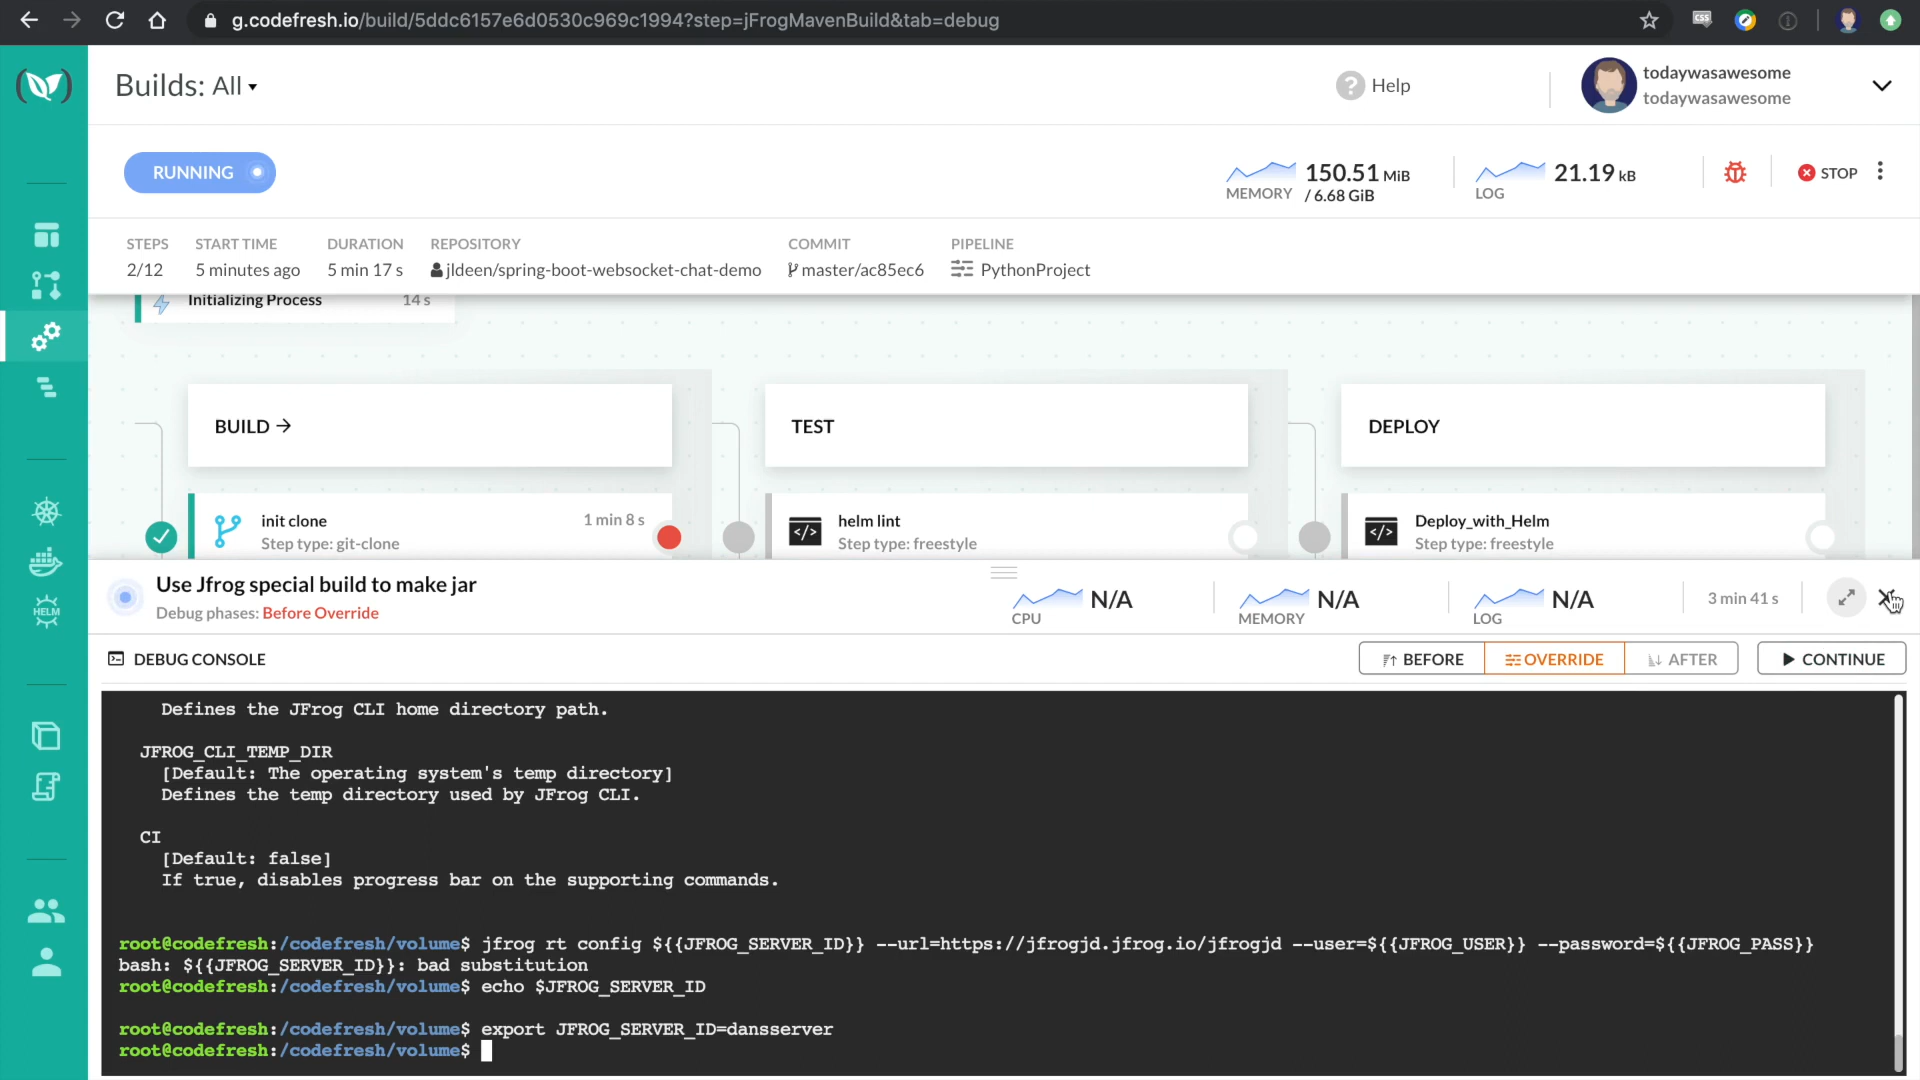 g.codefresh.io/build/5ddc6157e6d0530c969c1994?step=jFrogMavenBuild&tab=debug
Builds: All
Help
todaywasawesome
todaywasawesome
RUNNING
MEMORY
150.51 MiB
/ 6.68 GiB
LOG
21.19 kB
STOP
STEPS
2/12
START TIME
5 minutes ago
DURATION
5 min 17 s
REPOSITORY
jldeen/spring-boot-websocket-chat-demo
COMMIT
master/ac85ec6
PIPELINE
PythonProject
Initializing Process 14 s
BUILD
TEST
DEPLOY
init clone 1 min 8 s
Step type: git-clone
helm lint
Step type: freestyle
Deploy_with_Helm
Step type: freestyle
HELM
Use Jfrog special build to make jar
Debug phases: Before Override
CPU N/A
MEMORY N/A
LOG N/A
3 min 41 s
DEBUG CONSOLE
BEFORE
OVERRIDE
AFTER
CONTINUE
Defines the JFrog CLI home directory path.
JFROG_CLI_TEMP_DIR
[Default: The operating system's temp directory]
Defines the temp directory used by JFrog CLI.
CI
[Default: false]
If true, disables progress bar on the supporting commands.
root@codefresh:/codefresh/volume$ jfrog rt config ${{JFROG_SERVER_ID}} --url=https://jfrogjd.jfrog.io/jfrogjd --user=${{JFROG_USER}} --password=${{JFROG_PASS}}
bash: ${{JFROG_SERVER_ID}}: bad substitution
root@codefresh:/codefresh/volume$ echo $JFROG_SERVER_ID
root@codefresh:/codefresh/volume$ export JFROG_SERVER_ID=dansserver
root@codefresh:/codefresh/volume$